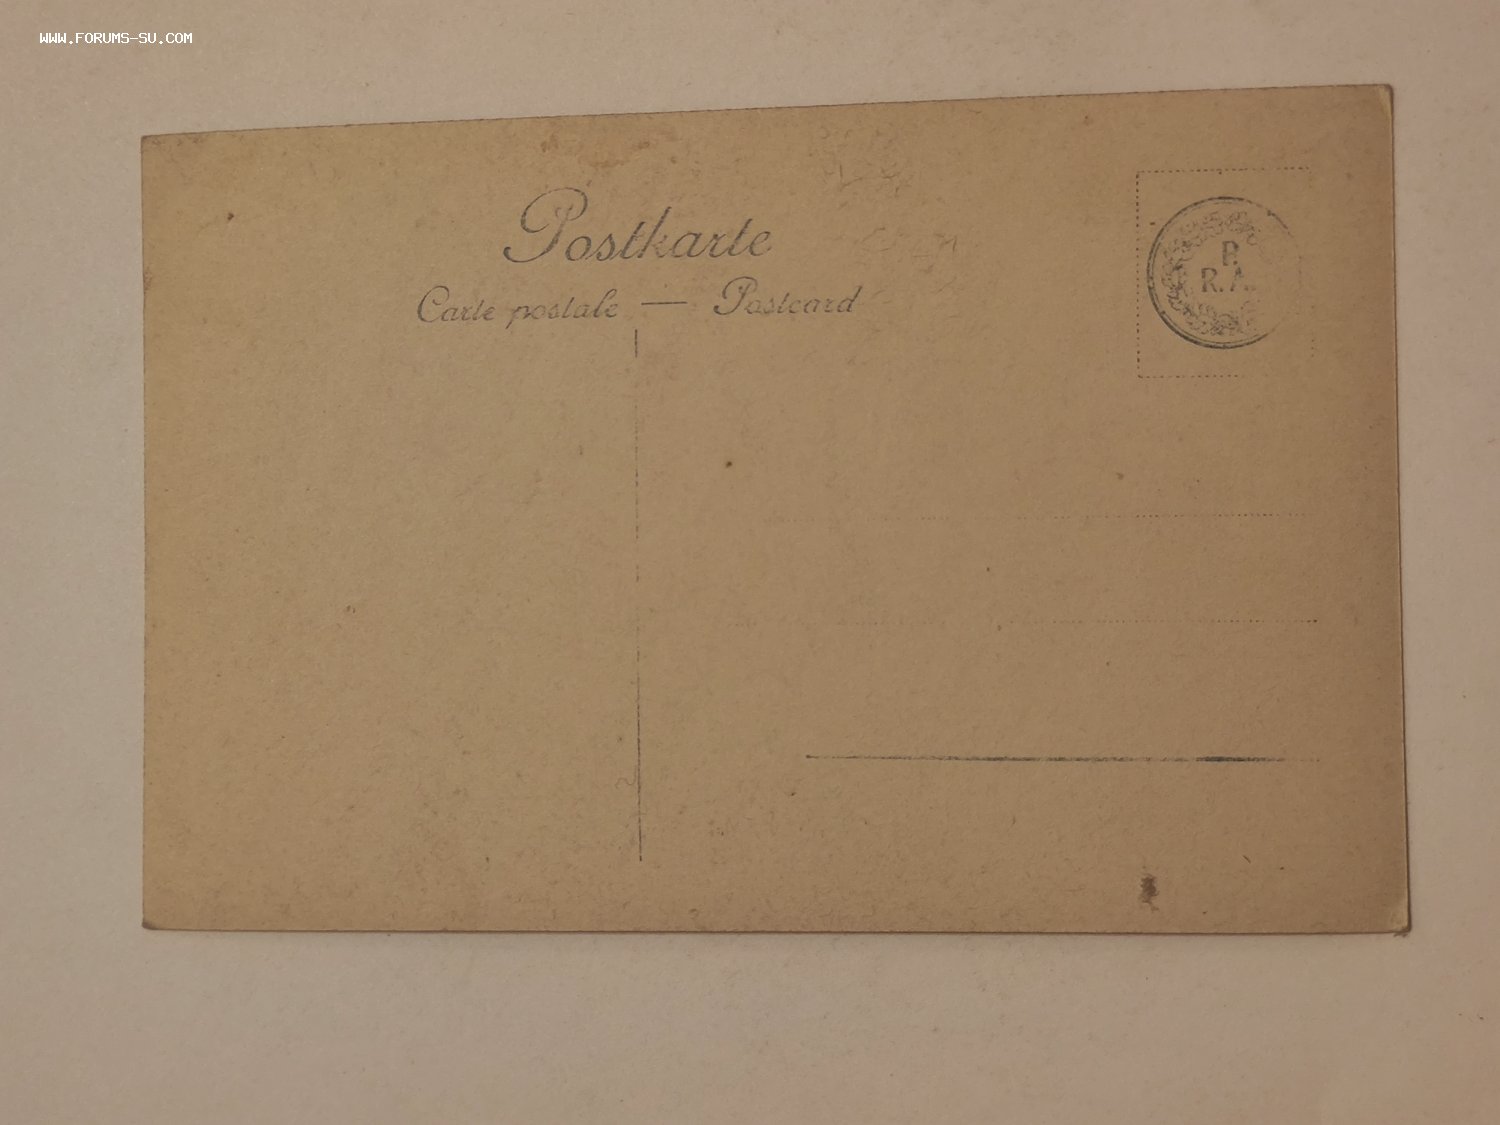 WWW.FORUMS-SU.COM
Postkarte
Carte postale — Postcard
P.
R. A.